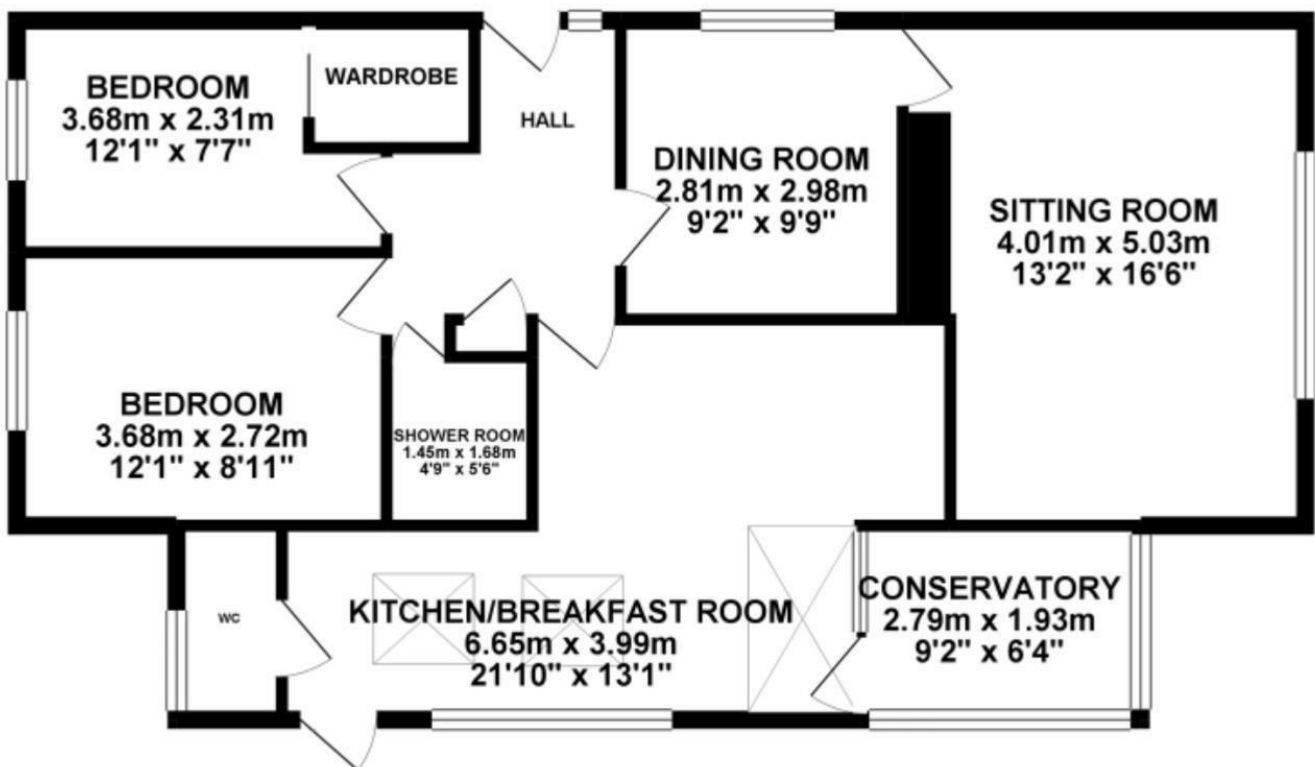 BEDROOM
3.68m x 2.31m
12'1" x 7'7"
WARDROBE
HALL
DINING ROOM
2.81m x 2.98m
9'2" x 9'9"
SITTING ROOM
4.01m x 5.03m
13'2" x 16'6"
BEDROOM
3.68m x 2.72m
12'1" x 8'11"
SHOWER ROOM
1.45m x 1.68m
4'9" x 5'6"
WC
KITCHEN/BREAKFAST ROOM
6.65m x 3.99m
21'10" x 13'1"
CONSERVATORY
2.79m x 1.93m
9'2" x 6'4"